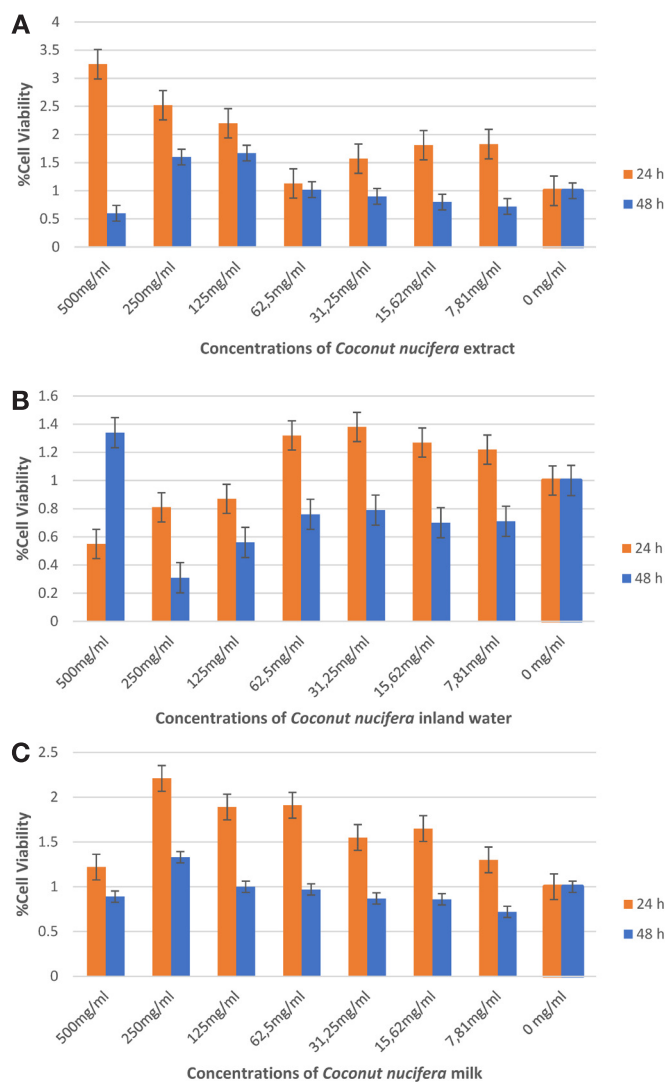 A
4
3.5
3
2.5
2
1.5
1
0.5
0
%Cell Viability
500mg/ml
250mg/ml
125mg/ml
62,5mg/ml
31,25mg/ml
15,62mg/ml
7,81mg/ml
0 mg/ml
24 h
48 h
Concentrations of Coconut nucifera extract
B
1.6
1.4
1.2
1
0.8
0.6
0.4
0.2
0
%Cell Viability
500mg/ml
250mg/ml
125mg/ml
62,5mg/ml
31,25mg/ml
15,62mg/ml
7,81mg/ml
0 mg/ml
24 h
48 h
Concentrations of Coconut nucifera inland water
C
2.5
2
1.5
1
0.5
0
%Cell Viability
500mg/ml
250mg/ml
125mg/ml
62,5mg/ml
31,25mg/ml
15,62mg/ml
7,81mg/ml
0 mg/ml
24 h
48 h
Concentrations of Coconut nucifera milk